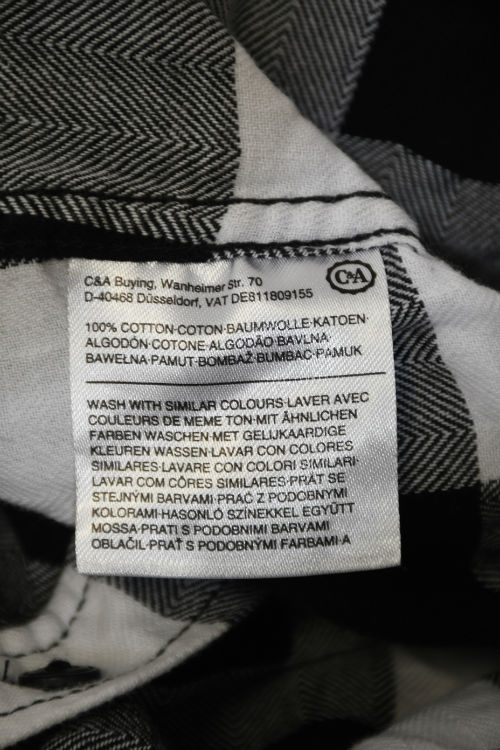 C&A Buying, Wanheimer Str. 70
D-40468 Düsseldorf, VAT DE811809155
C&A
100% COTTON·COTON·BAUMWOLLE·KATOEN·
ALGODÓN·COTONE·ALGODÃO·BAVLNA·
BAWEŁNA·PAMUT·BOMBAŽ·BUMBAC·PAMUK
WASH WITH SIMILAR COLOURS·LAVER AVEC
COULEURS DE MEME TON·MIT ÄHNLICHEN
FARBEN WASCHEN·MET GELIJKAARDIGE
KLEUREN WASSEN·LAVAR CON COLORES
SIMILARES·LAVARE CON COLORI SIMILARI·
LAVAR COM CÔRES SIMILARES·PRÁT SE
STEJNÝMI BARVAMI·PRAĆ Z PODOBNYMI
KOLORAMI·HASONLÓ SZÍNEKKEL EGYÜTT
MOSSA·PRATI S PODOBNIMI BARVAMI
OBLAČIL·PRAŤ S PODOBNÝMI FARBAMI·A